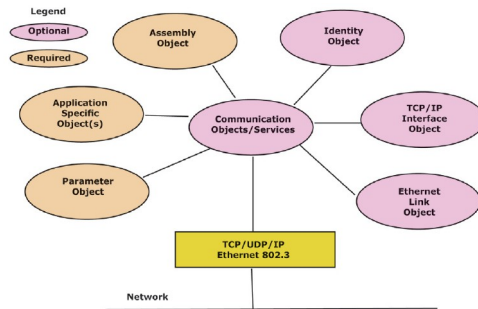 Legend
Optional
Required
Assembly
Object
Identity
Object
Application
Specific
Object(s)
Communication
Objects/Services
TCP/IP
Interface
Object
Parameter
Object
Ethernet
Link
Object
TCP/UDP/IP
Ethernet 802.3
Network